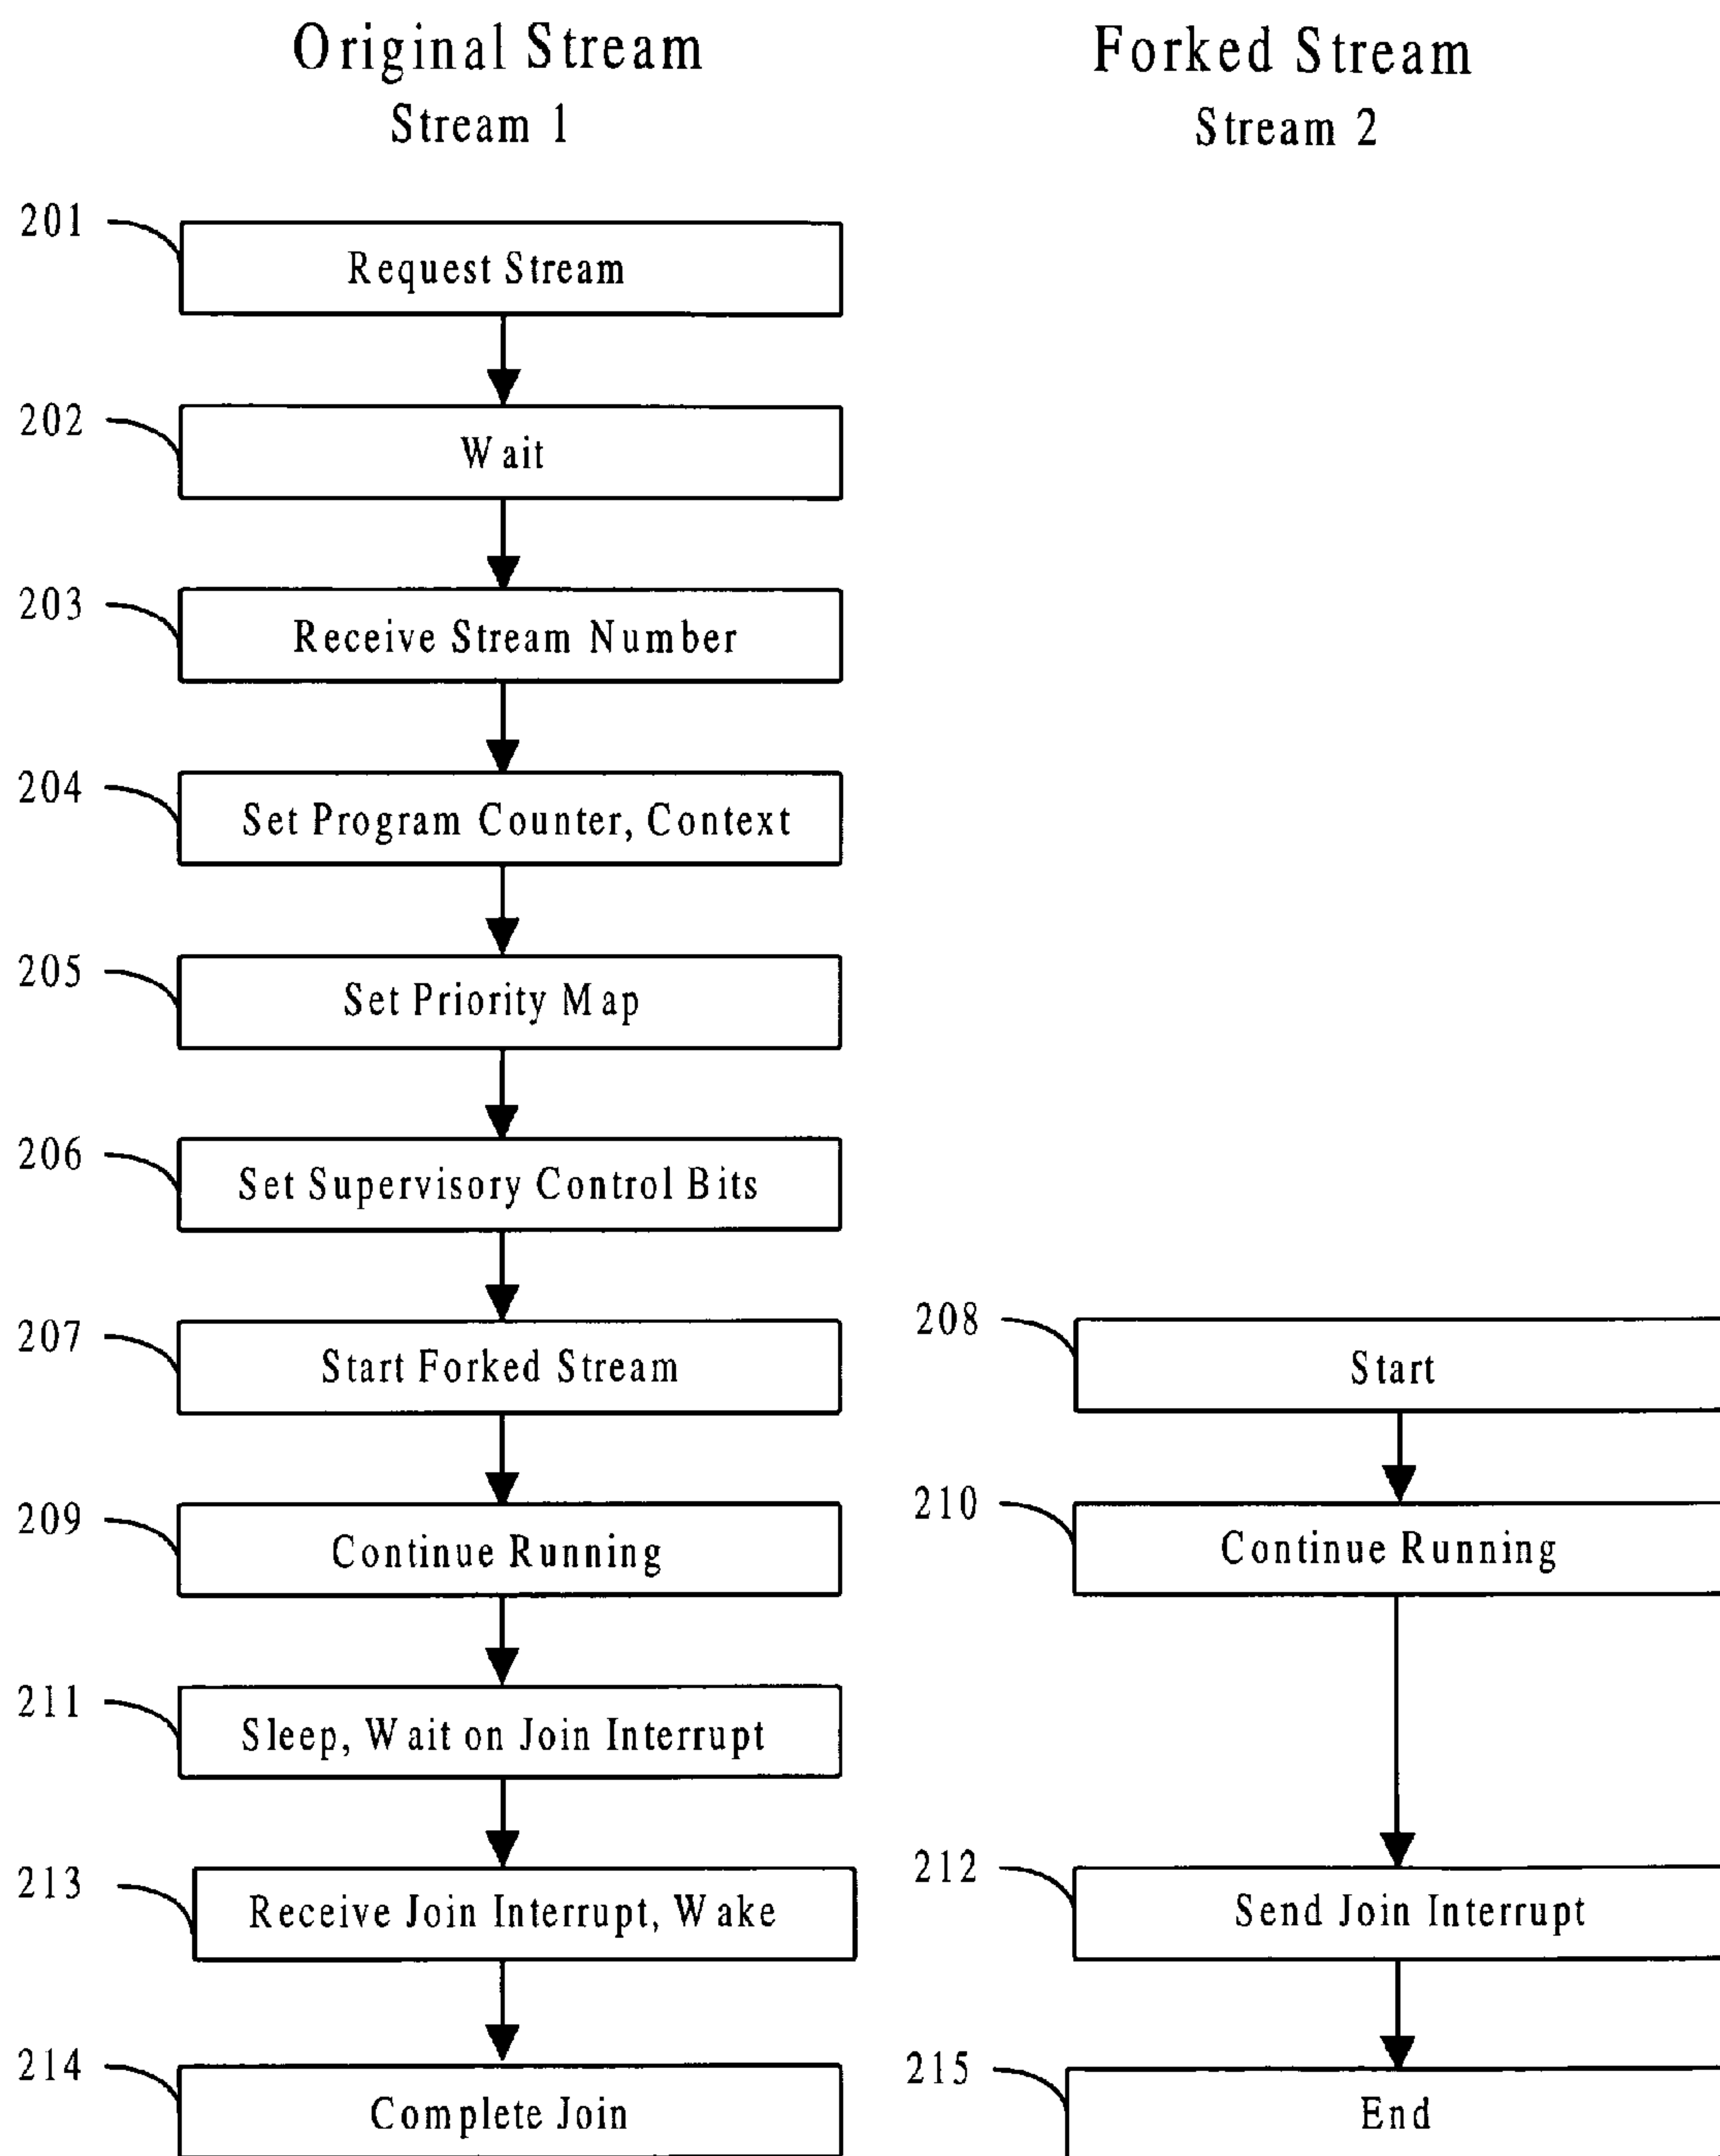 Original Stream
Stream 1
201
Request Stream
202
Wait
203
Receive Stream Number
204
Set Program Counter, Context
205
Set Priority Map
206
Set Supervisory Control Bits
207
Start Forked Stream
209
Continue Running
211
Sleep, Wait on Join Interrupt
213
Receive Join Interrupt, Wake
214
Complete Join
Forked Stream
Stream 2
208
Start
210
Continue Running
212
Send Join Interrupt
215
End